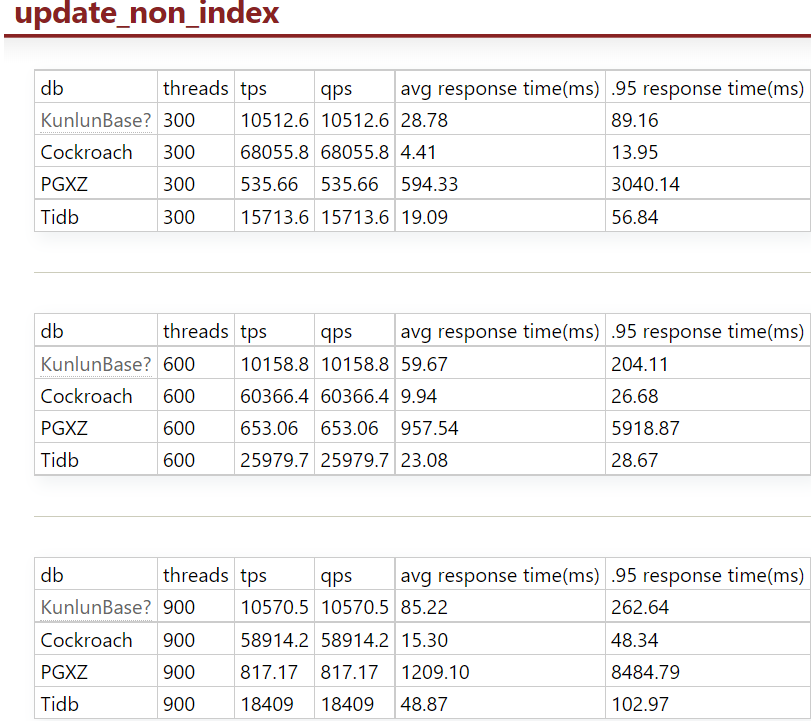 update_non_index
db threads tps qps avg response time(ms) .95 response time(ms)
KunlunBase? 300 10512.6 10512.6 28.78 89.16
Cockroach 300 68055.8 68055.8 4.41 13.95
PGXZ 300 535.66 535.66 594.33 3040.14
Tidb 300 15713.6 15713.6 19.09 56.84
db threads tps qps avg response time(ms) .95 response time(ms)
KunlunBase? 600 10158.8 10158.8 59.67 204.11
Cockroach 600 60366.4 60366.4 9.94 26.68
PGXZ 600 653.06 653.06 957.54 5918.87
Tidb 600 25979.7 25979.7 23.08 28.67
db threads tps qps avg response time(ms) .95 response time(ms)
KunlunBase? 900 10570.5 10570.5 85.22 262.64
Cockroach 900 58914.2 58914.2 15.30 48.34
PGXZ 900 817.17 817.17 1209.10 8484.79
Tidb 900 18409 18409 48.87 102.97